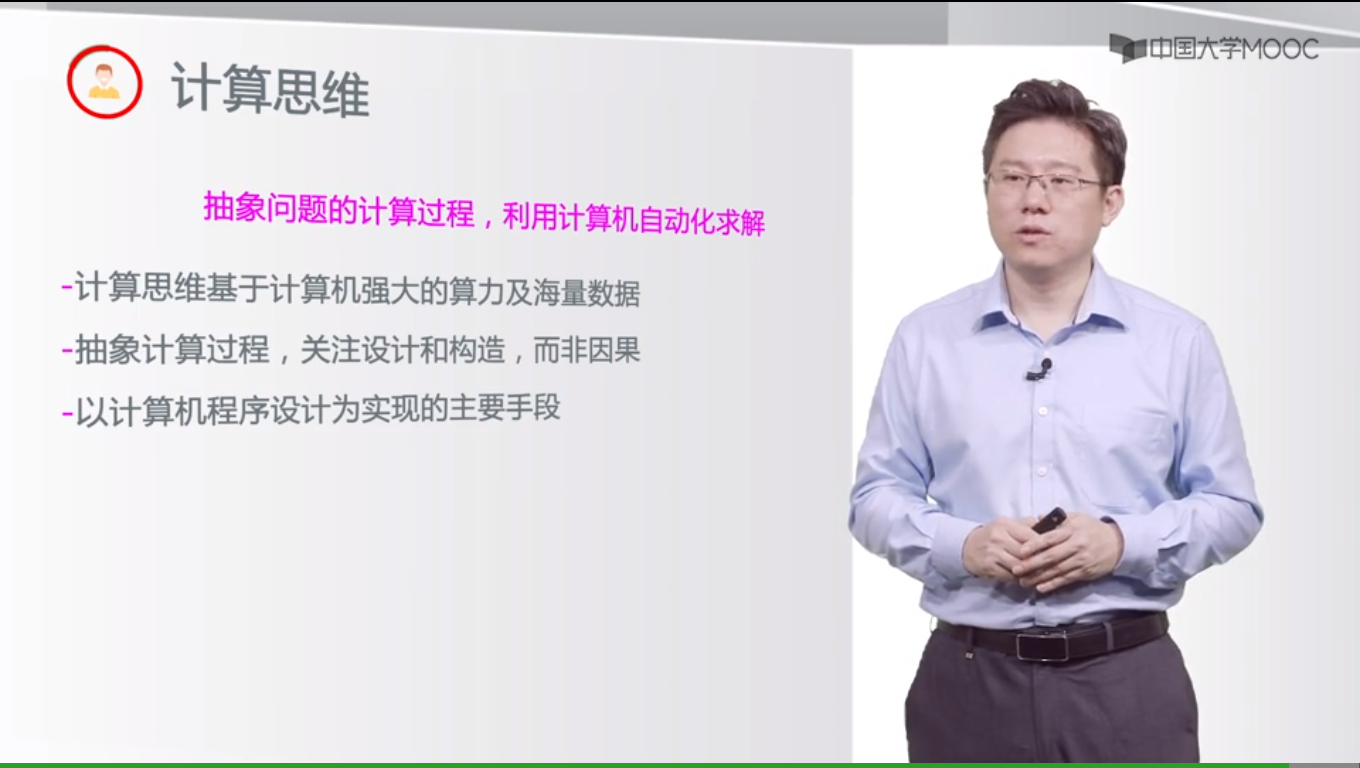 中国大学MOOC
计算思维
抽象问题的计算过程，利用计算机自动化求解
-计算思维基于计算机强大的算力及海量数据
-抽象计算过程，关注设计和构造，而非因果
-以计算机程序设计为实现的主要手段